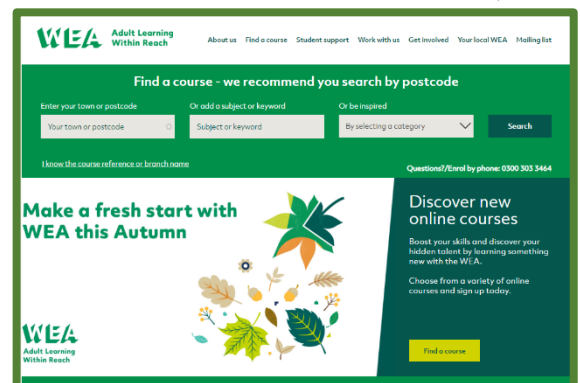 WEA Adult Learning
Within Reach
About us Find a course Student support Work with us Get involved Your local WEA Mailing list
Find a course - we recommend you search by postcode
Enter your town or postcode Or add a subject or keyword Or be inspired
Your town or postcode Subject or keyword By selecting a category Search
I know the course reference or branch name
Questions?/Enrol by phone: 0300 303 3464
Make a fresh start with
WEA this Autumn
Discover new
online courses
Boost your skills and discover your
hidden talent by learning something
new with the WEA.
Choose from a variety of online
courses and sign up today.
Find a course
WEA
Adult Learning
Within Reach